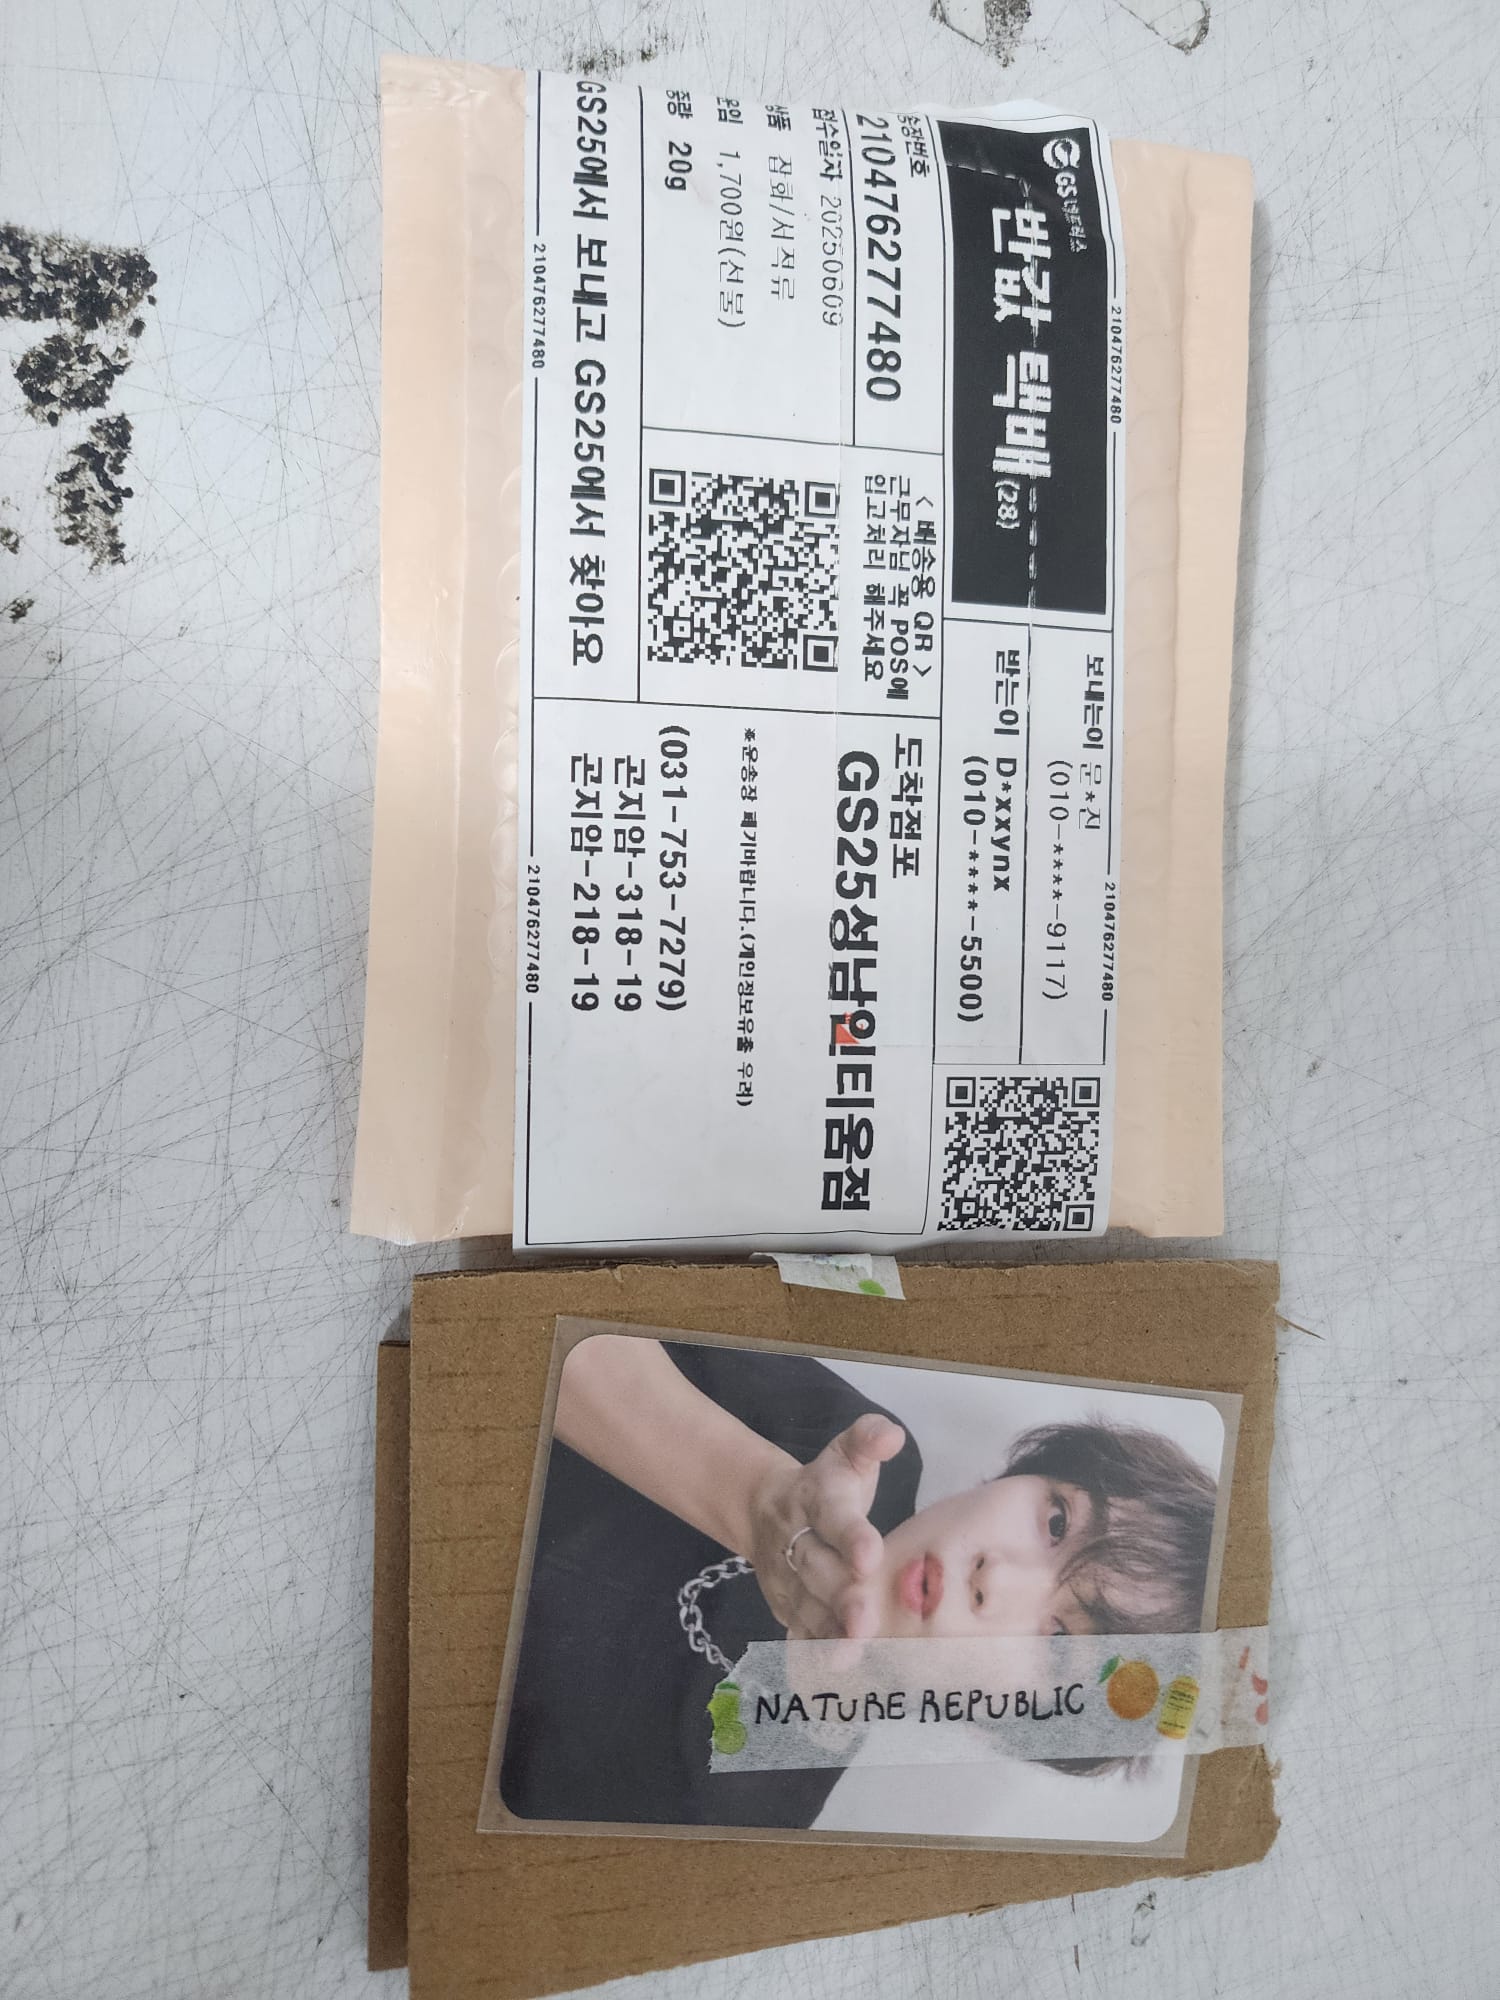 GS네트웍스
반값 택배(28)
210476277480
210476277480
보내는이 문*진
(010-****-9117)
받는이 D*xxynx
(010-****-5500)
송장번호
210476277480
접수일자 20250609
상품 잡화/서적류
운임 1,700원(선불)
중량 20g
< 배송용 QR >
근무자님 꼭 POS에
입고처리 해주세요
도착점포
GS25성남인티움점
※운송장 폐기바랍니다.(개인정보유출 우려)
(031-753-7279)
곤지암-318-19
곤지암-218-19
GS25에서 보내고 GS25에서 찾아요
210476277480
210476277480
NATURE REPUBLIC